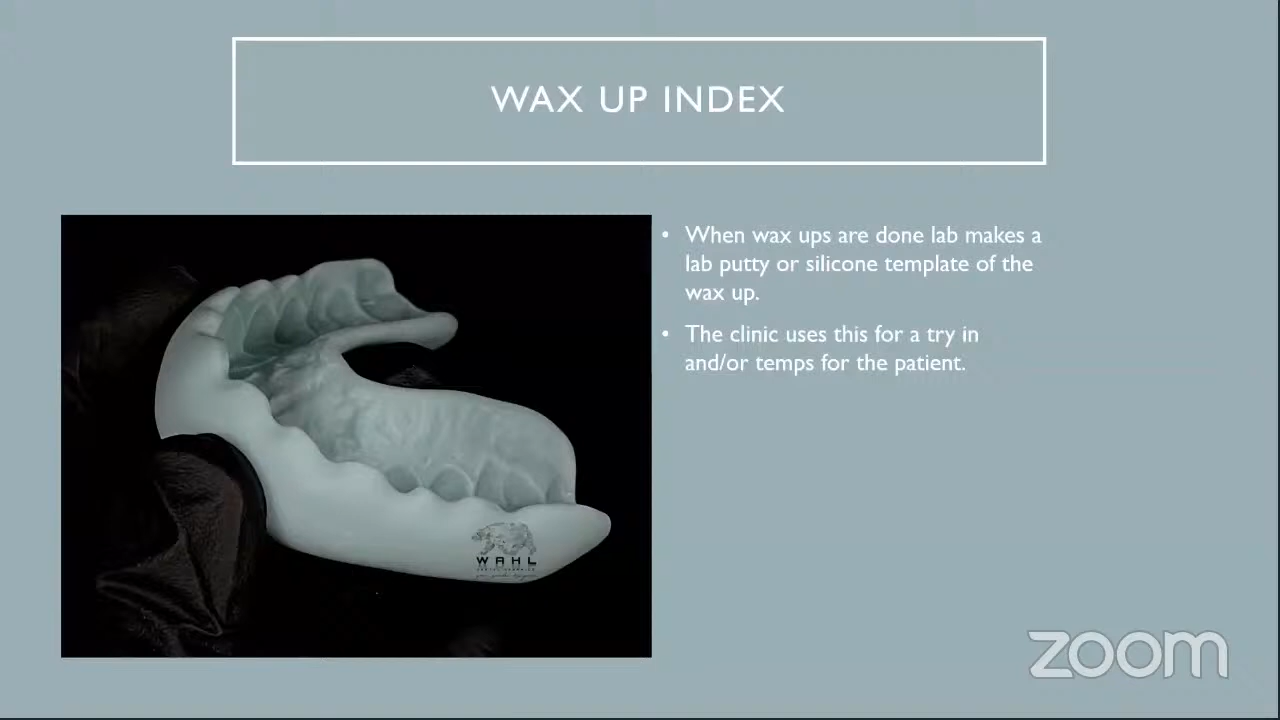 WAX UP INDEX
• When wax ups are done lab makes a
lab putty or silicone template of the
wax up.
• The clinic uses this for a try in
and/or temps for the patient.
WAHL
zoom